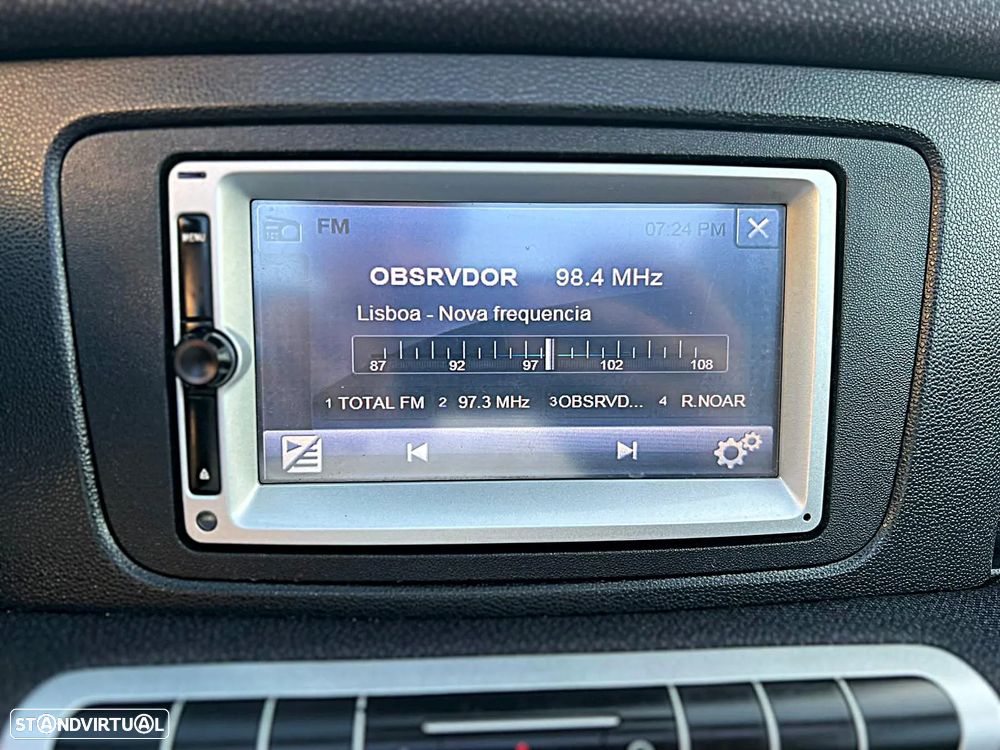 FM 07:24 PM
MENU
OBSRVDOR 98.4 MHz
Lisboa - Nova frequencia
87 92 97 102 108
1 TOTAL FM 2 97.3 MHz 3 OBSRVD... 4 R.NOAR
STANDVIRTUAL